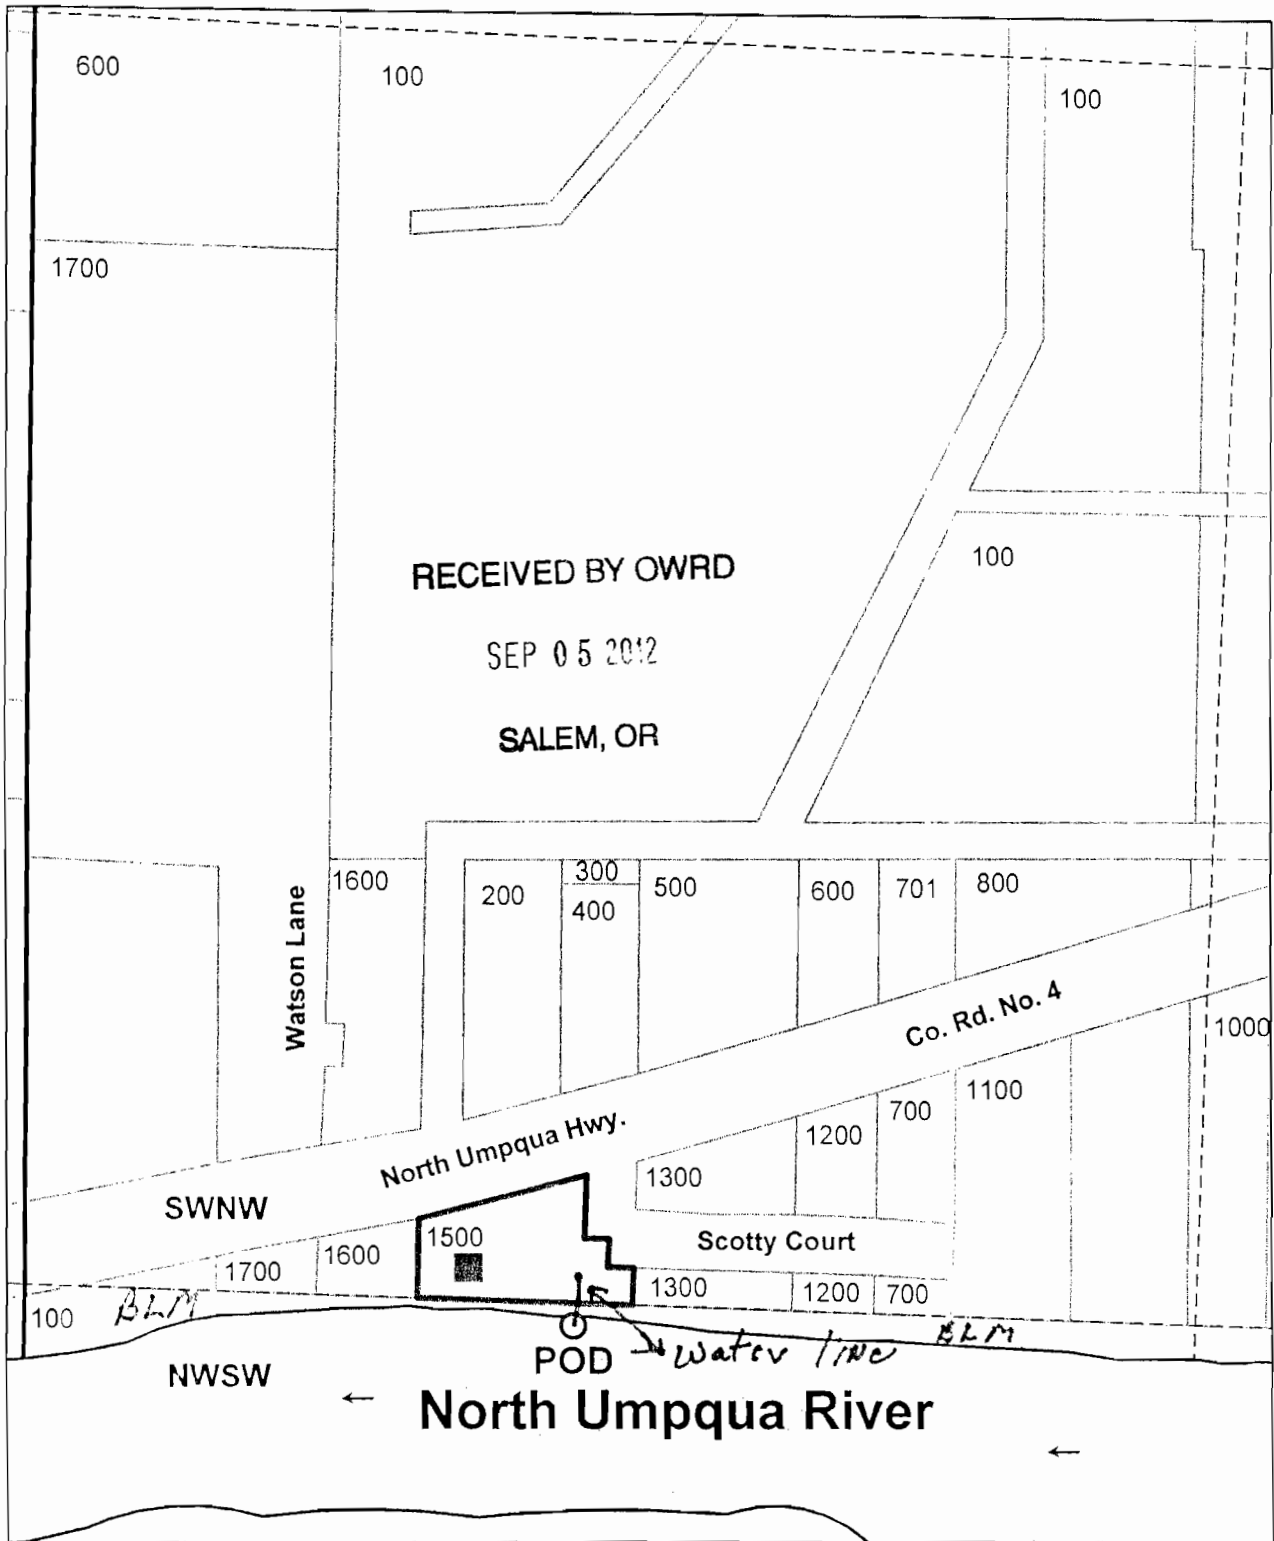 600
100
100
1700
RECEIVED BY OWRD
SEP 05 2012
SALEM, OR
100
1600
200
300
400
500
600
701
800
Watson Lane
Co. Rd. No. 4
1000
1100
700
1200
North Umpqua Hwy.
1300
SWNW
1500
Scotty Court
1600
1700
1300
1200
700
100
BLM
BLM
POD
Water line
NWSW
North Umpqua River